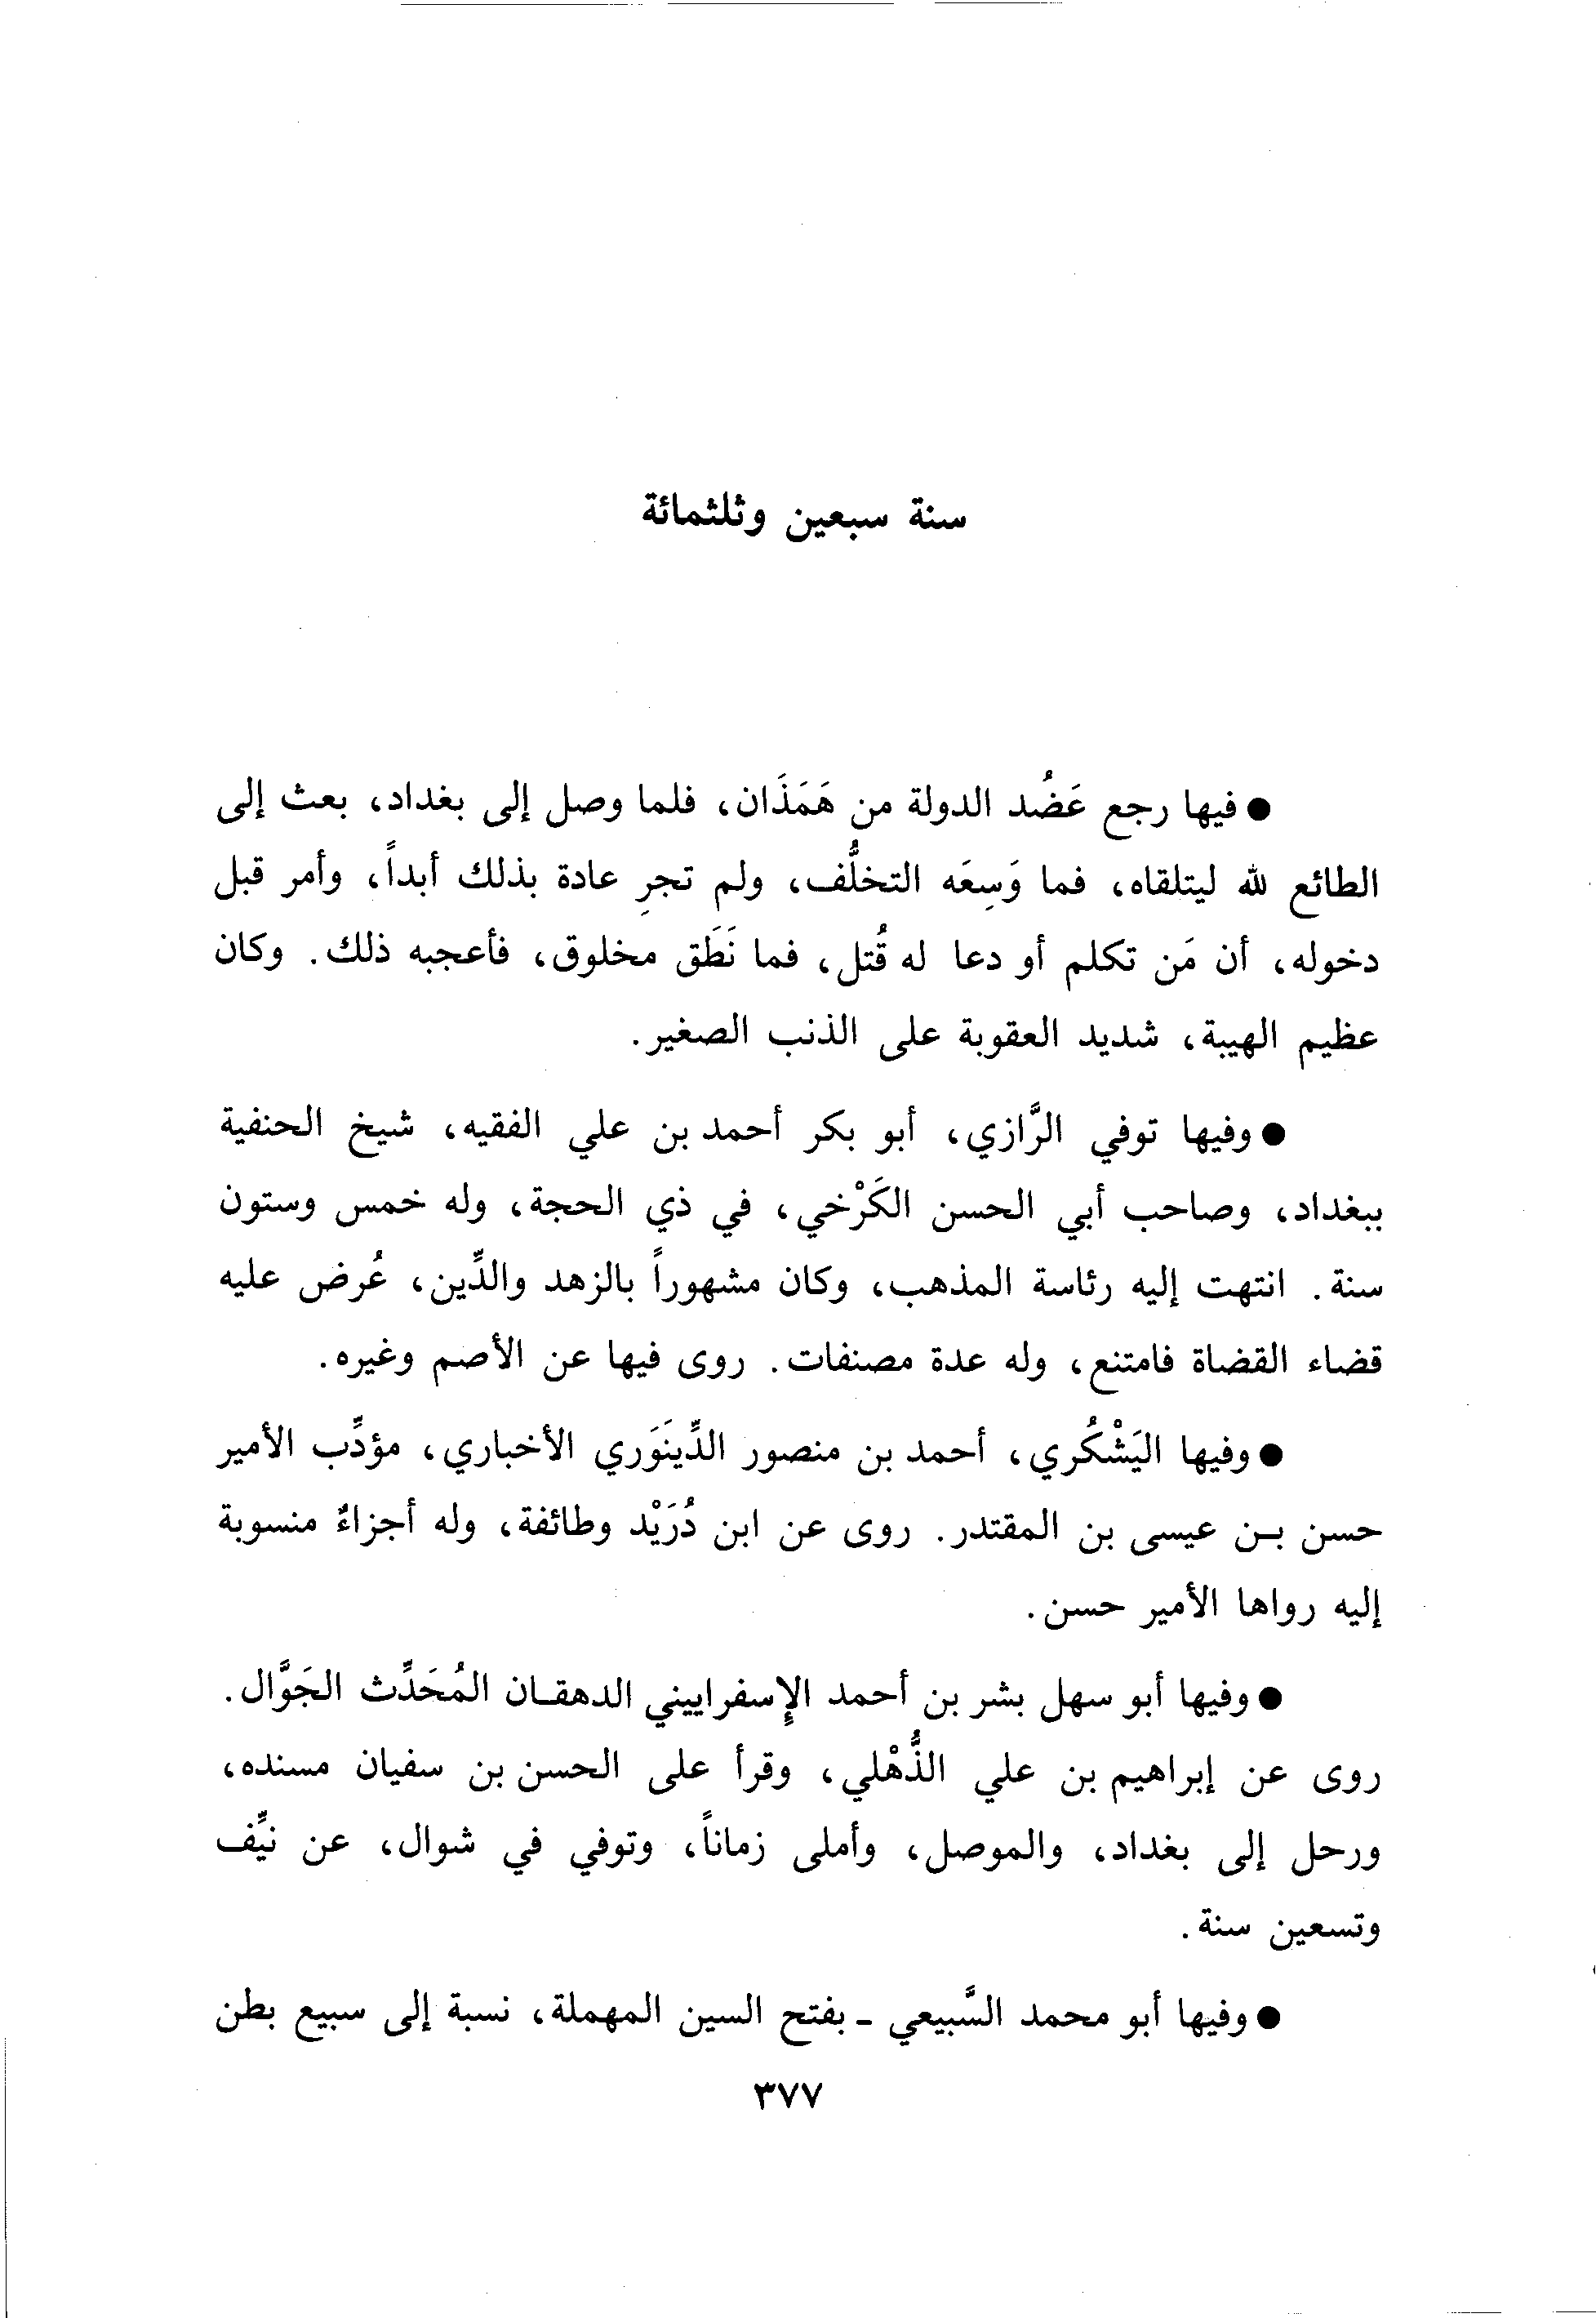 سنة سبعين وثلثمائة
● فيها رجع عَضُد الدولة من هَمَذَان، فلما وصل إلى بغداد، بعث إلى
الطائع لله ليتلقاه، فما وَسِعَه التخلُّف، ولم تجرِ عادة بذلك أبداً، وأمر قبل
دخوله، أن مَن تكلم أو دعا له قُتل، فما نَطَق مخلوق، فأعجبه ذلك. وكان
عظيم الهيبة، شديد العقوبة على الذنب الصغير.
● وفيها توفي الرَّازي، أبو بكر أحمد بن علي الفقيه، شيخ الحنفية
ببغداد، وصاحب أبي الحسن الكَرْخي، في ذي الحجة، وله خمس وستون
سنة. انتهت إليه رئاسة المذهب، وكان مشهوراً بالزهد والدِّين، عُرض عليه
قضاء القضاة فامتنع، وله عدة مصنفات. روى فيها عن الأصم وغيره.
● وفيها اليَشْكُري، أحمد بن منصور الدِّينَوَري الأخباري، مؤدِّب الأمير
حسن بـن عيسى بن المقتدر. روى عن ابن دُرَيْد وطائفة، وله أجزاءٌ منسوبة
إليه رواها الأمير حسن.
● وفيها أبو سهل بشر بن أحمد الإسفراييني الدهقـان المُحَدِّث الجَوَّال.
روى عن إبراهيم بن علي الذُّهْلي، وقرأ على الحسن بن سفيان مسنده،
ورحل إلى بغداد، والموصل، وأملى زماناً، وتوفي في شوال، عن نيِّف
وتسعين سنة.
● وفيها أبو محمد السَّبيعي - بفتح السين المهملة، نسبة إلى سبيع بطن
٣٧٧